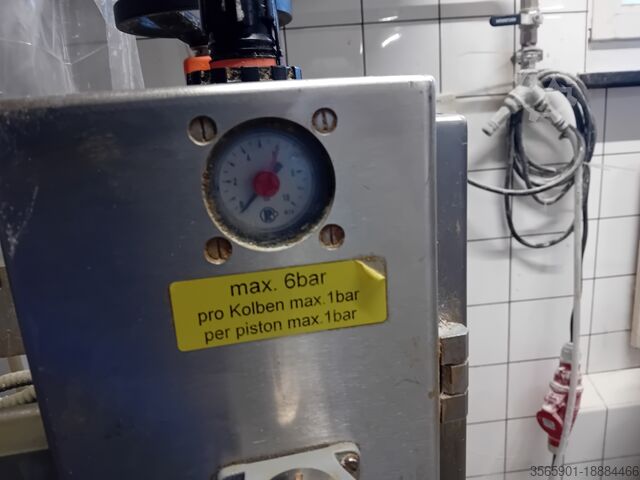 max. 6bar
pro Kolben max.1bar
per piston max.1bar
3565901-18884466